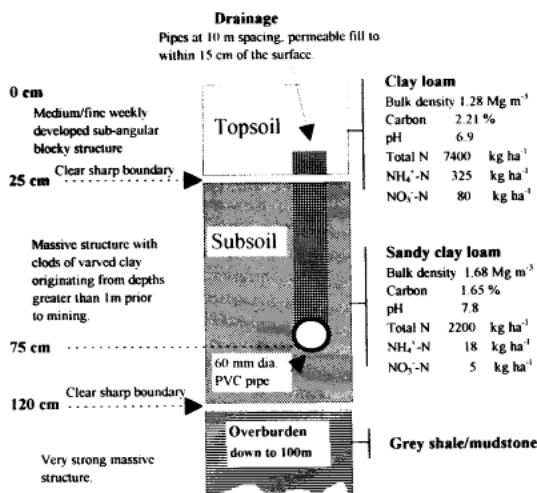 Drainage
Pipes at 10 m spacing, permeable fill to
within 15 cm of the surface.
0 cm
Medium/fine weekly
developed sub-angular
blocky structure
Topsoil
Clay loam
Bulk density 1.28 Mg m⁻³
Carbon 2.21 %
pH 6.9
Total N 7400 kg ha⁻¹
NH₄⁺-N 325 kg ha⁻¹
NO₃⁻-N 80 kg ha⁻¹
25 cm
Clear sharp boundary
Subsoil
Massive structure with
clods of varved clay
originating from depths
greater than 1m prior
to mining.
Sandy clay loam
Bulk density 1.68 Mg m⁻³
Carbon 1.65 %
pH 7.8
Total N 2200 kg ha⁻¹
NH₄⁺-N 18 kg ha⁻¹
NO₃⁻-N 5 kg ha⁻¹
75 cm
60 mm dia.
PVC pipe
120 cm
Clear sharp boundary
Overburden
down to 100m
Grey shale/mudstone
Very strong massive
structure.